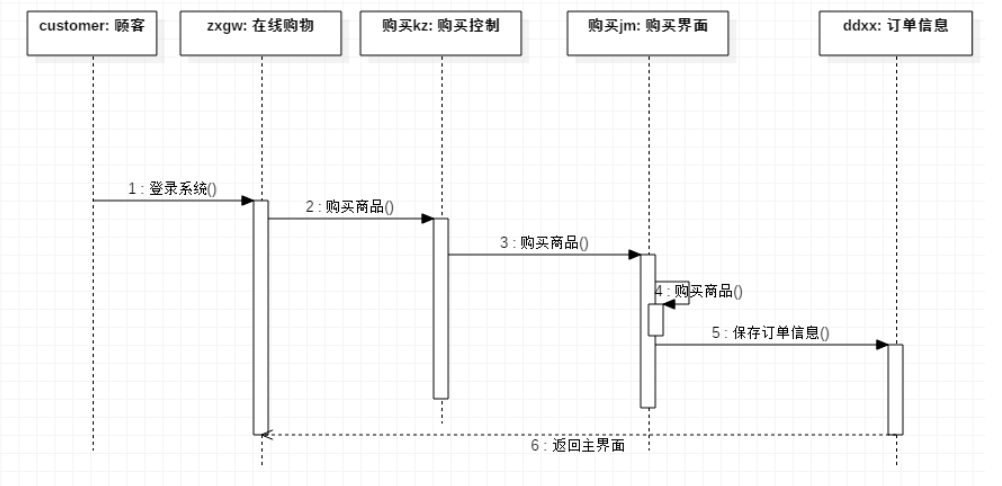 customer: 顾客
zxgw: 在线购物
购买kz: 购买控制
购买jm: 购买界面
ddxx: 订单信息
1 : 登录系统()
2 : 购买商品()
3 : 购买商品()
4 : 购买商品()
5 : 保存订单信息()
6 : 返回主界面